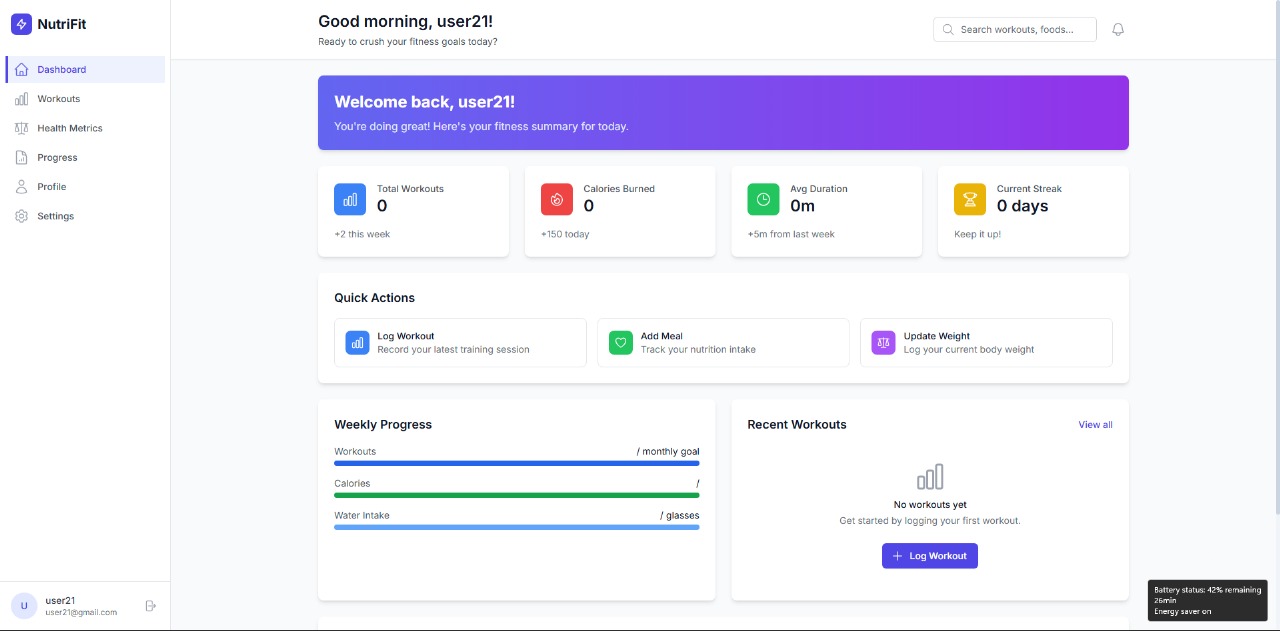 NutriFit
Dashboard
Workouts
Health Metrics
Progress
Profile
Settings
U
user21
user21@gmail.com
Good morning, user21!
Ready to crush your fitness goals today?
Search workouts, foods...
Welcome back, user21!
You're doing great! Here's your fitness summary for today.
Total Workouts
0
+2 this week
Calories Burned
0
+150 today
Avg Duration
0m
+5m from last week
Current Streak
0 days
Keep it up!
Quick Actions
Log Workout
Record your latest training session
Add Meal
Track your nutrition intake
Update Weight
Log your current body weight
Weekly Progress
Workouts / monthly goal
Calories /
Water Intake / glasses
Recent Workouts View all
No workouts yet
Get started by logging your first workout.
Log Workout
Battery status: 42% remaining
26min
Energy saver on